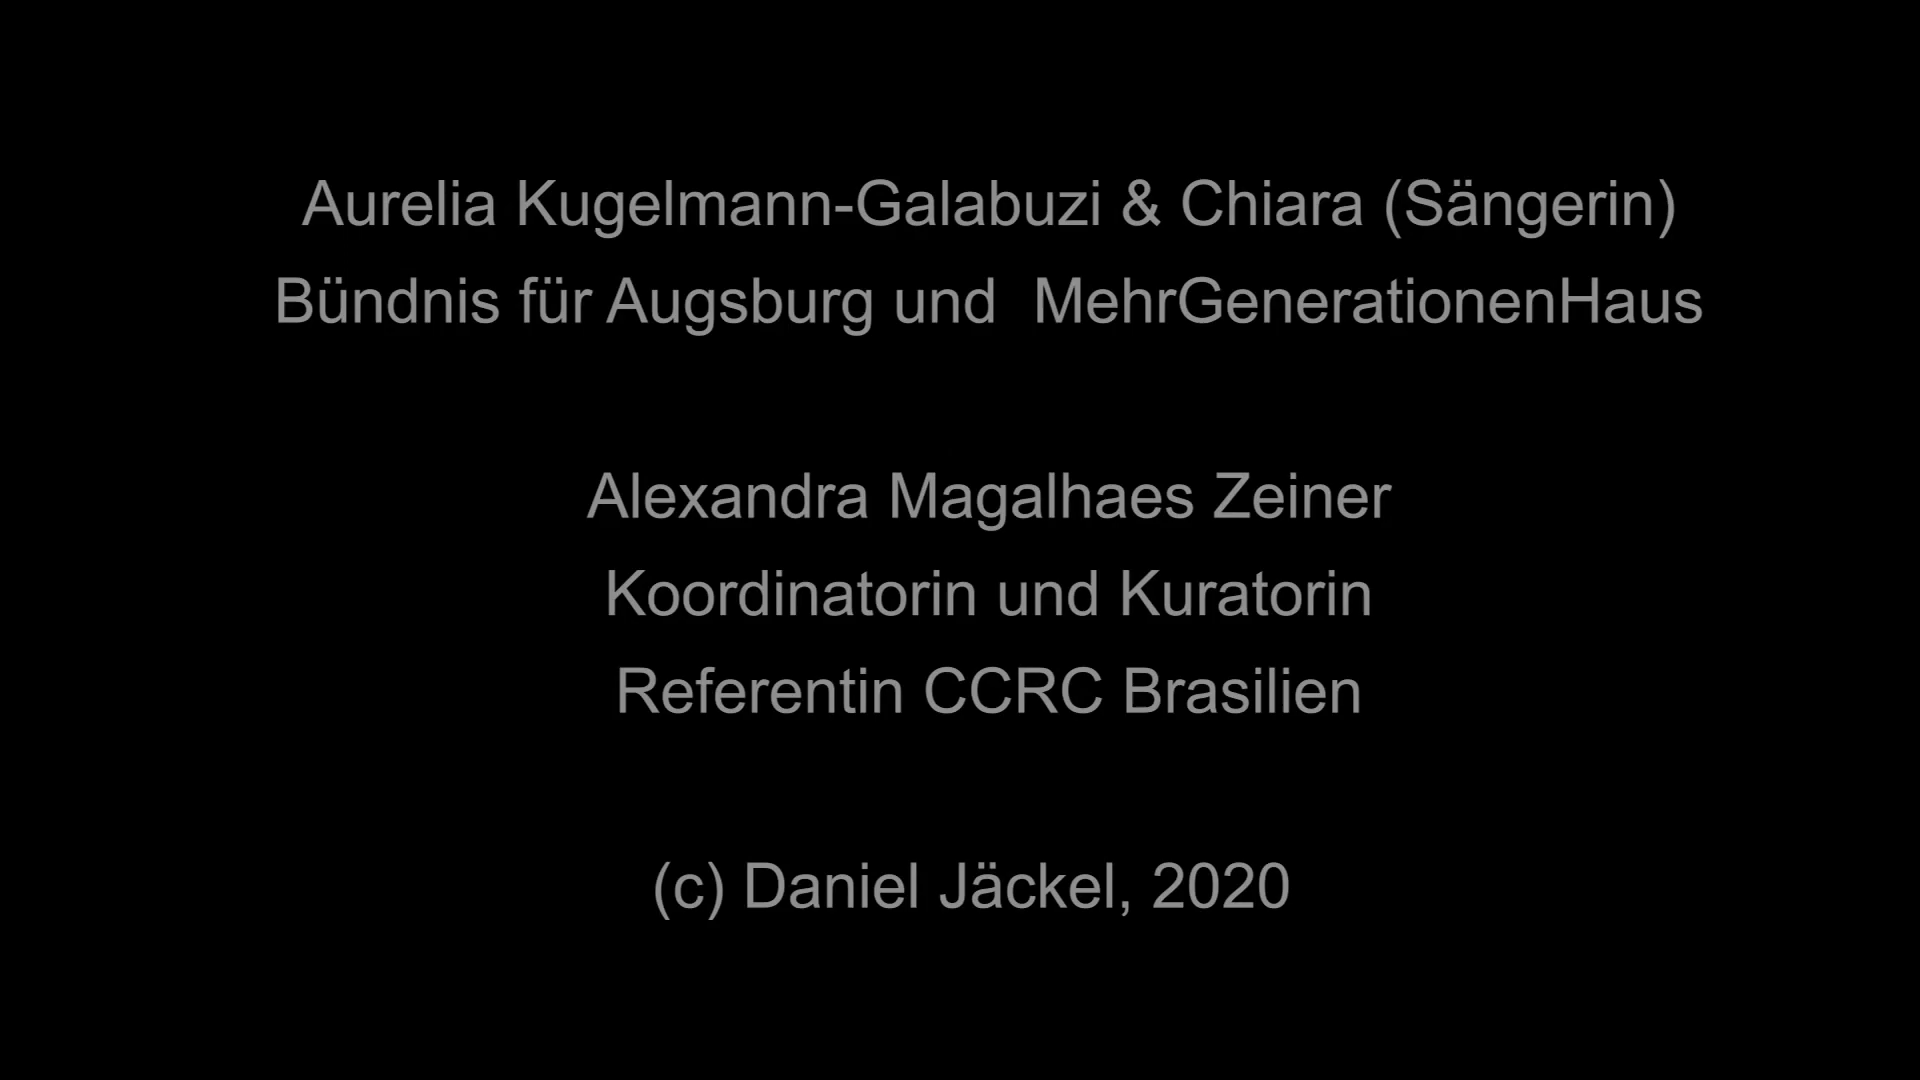 Aurelia Kugelmann-Galabuzi & Chiara (Sängerin)
Bündnis für Augsburg und  MehrGenerationenHaus
Alexandra Magalhaes Zeiner
Koordinatorin und Kuratorin
Referentin CCRC Brasilien
(c) Daniel Jäckel, 2020